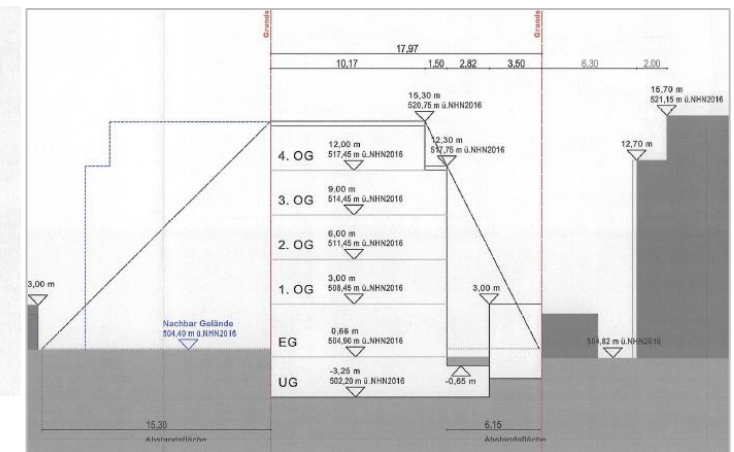 Grunds
Grunds
17,97
10,17
1,50
2,82
3,50
6,30
2,00
15,30 m
520,75 m ü.NHN2016
15,70 m
521,15 m ü.NHN2016
12,00 m
4. OG 517,45 m ü.NHN2016
12,30 m
517,75 m ü.NHN2016
12,70 m
9,00 m
3. OG 514,45 m ü.NHN2016
6,00 m
2. OG 511,45 m ü.NHN2016
3,00 m
3,00 m
1. OG 508,45 m ü.NHN2016
3,00 m
Nachbar Gelände
504,40 m ü.NHN2016
EG 504,90 m ü.NHN2016
504,82 m ü.NHN2016
-3,25 m
UG 502,20 m ü.NHN2016
-0,65 m
15,30
Abstandsfläche
6,15
Abstandsfläche